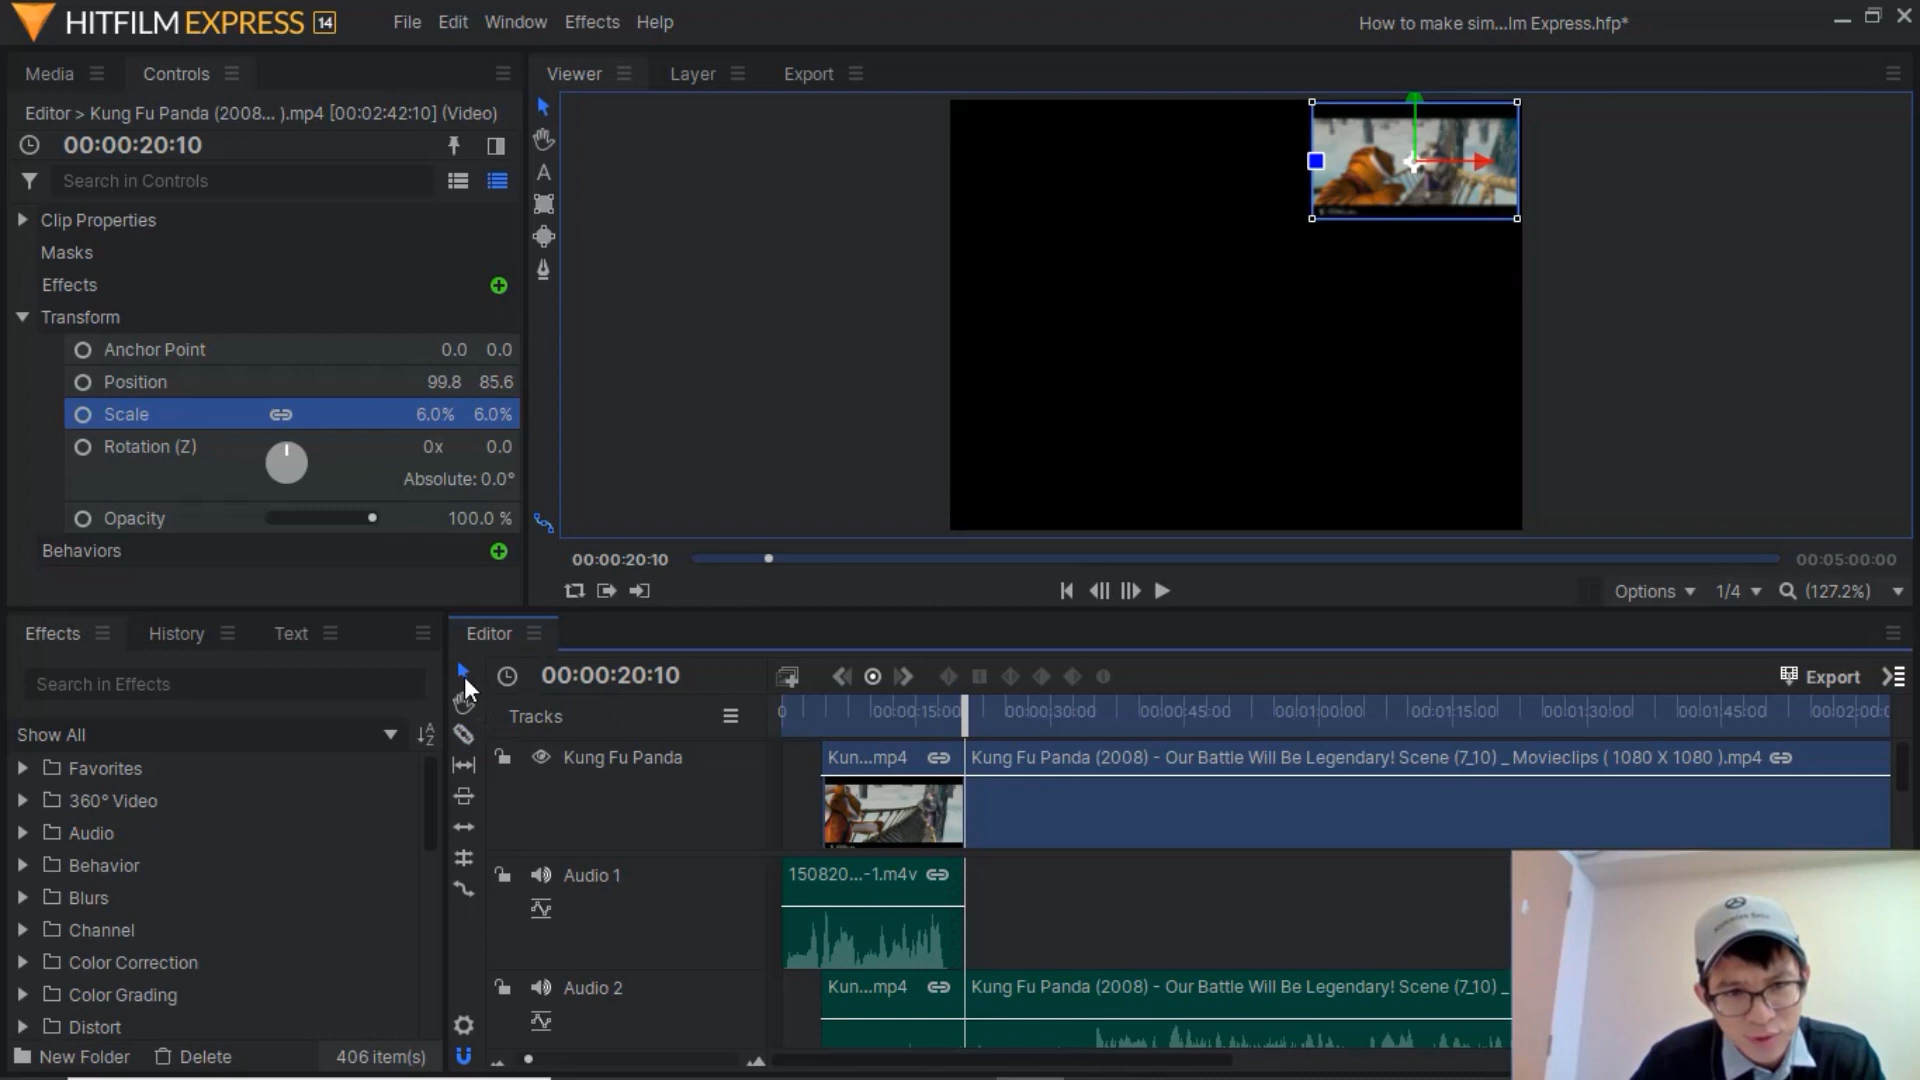 HITFILM EXPRESS 14
File Edit Window Effects Help
How to make sim...lm Express.hfp*
Media Controls
Editor > Kung Fu Panda (2008... ).mp4 [00:02:42:10] (Video)
00:00:20:10
Search in Controls
Clip Properties
Masks
Effects
Transform
Anchor Point 0.0 0.0
Position 99.8 85.6
Scale 6.0% 6.0%
Rotation (Z) 0x 0.0
Absolute: 0.0°
Opacity 100.0 %
Behaviors
Viewer Layer Export
A
00:00:20:10 00:05:00:00
Options 1/4 (127.2%)
Effects History Text
Search in Effects
Show All
Favorites
360° Video
Audio
Behavior
Blurs
Channel
Color Correction
Color Grading
Distort
New Folder Delete 406 item(s)
Editor
00:00:20:10 Export
Tracks 0 00:00:15:00 00:00:30:00 00:00:45:00 00:01:00:00 00:01:15:00 00:01:30:00 00:01:45:00 00:02:00:0
Kung Fu Panda Kun...mp4 Kung Fu Panda (2008) - Our Battle Will Be Legendary! Scene (7_10) _ Movieclips ( 1080 X 1080 ).mp4
Audio 1 150820...-1.m4v
Audio 2 Kun...mp4 Kung Fu Panda (2008) - Our Battle Will Be Legendary! Scene (7_10) _